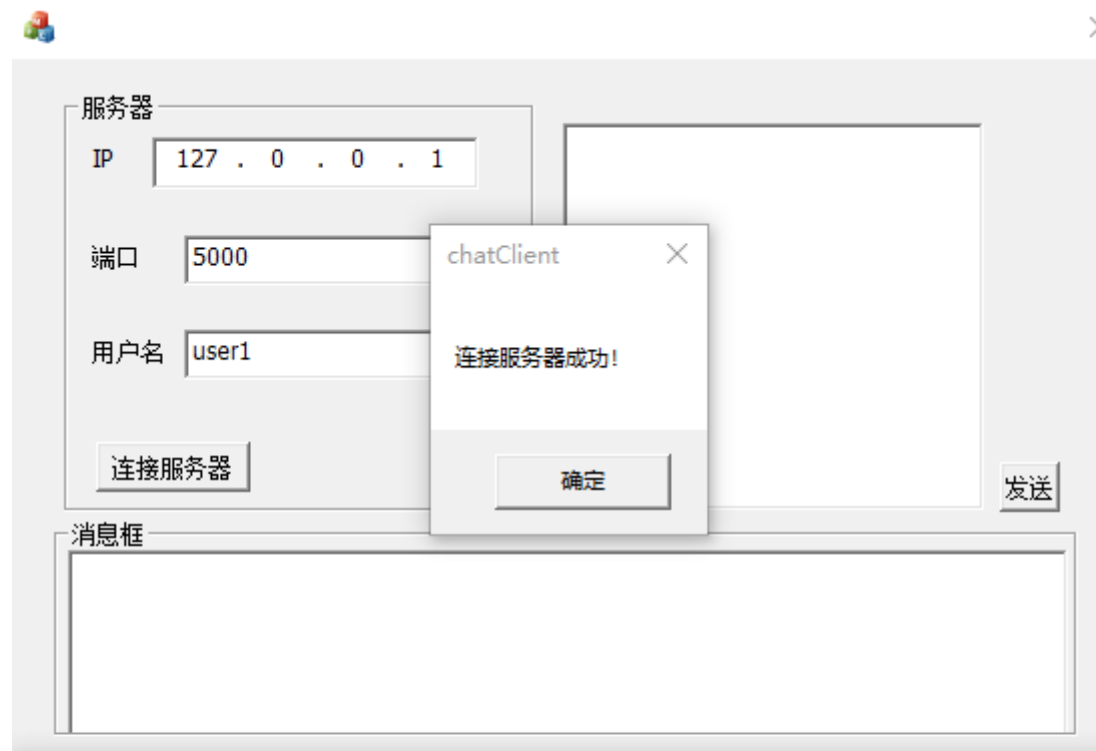 服务器
IP 127 . 0 . 0 . 1
端口 5000
用户名 user1
连接服务器
chatClient
连接服务器成功!
确定
发送
消息框